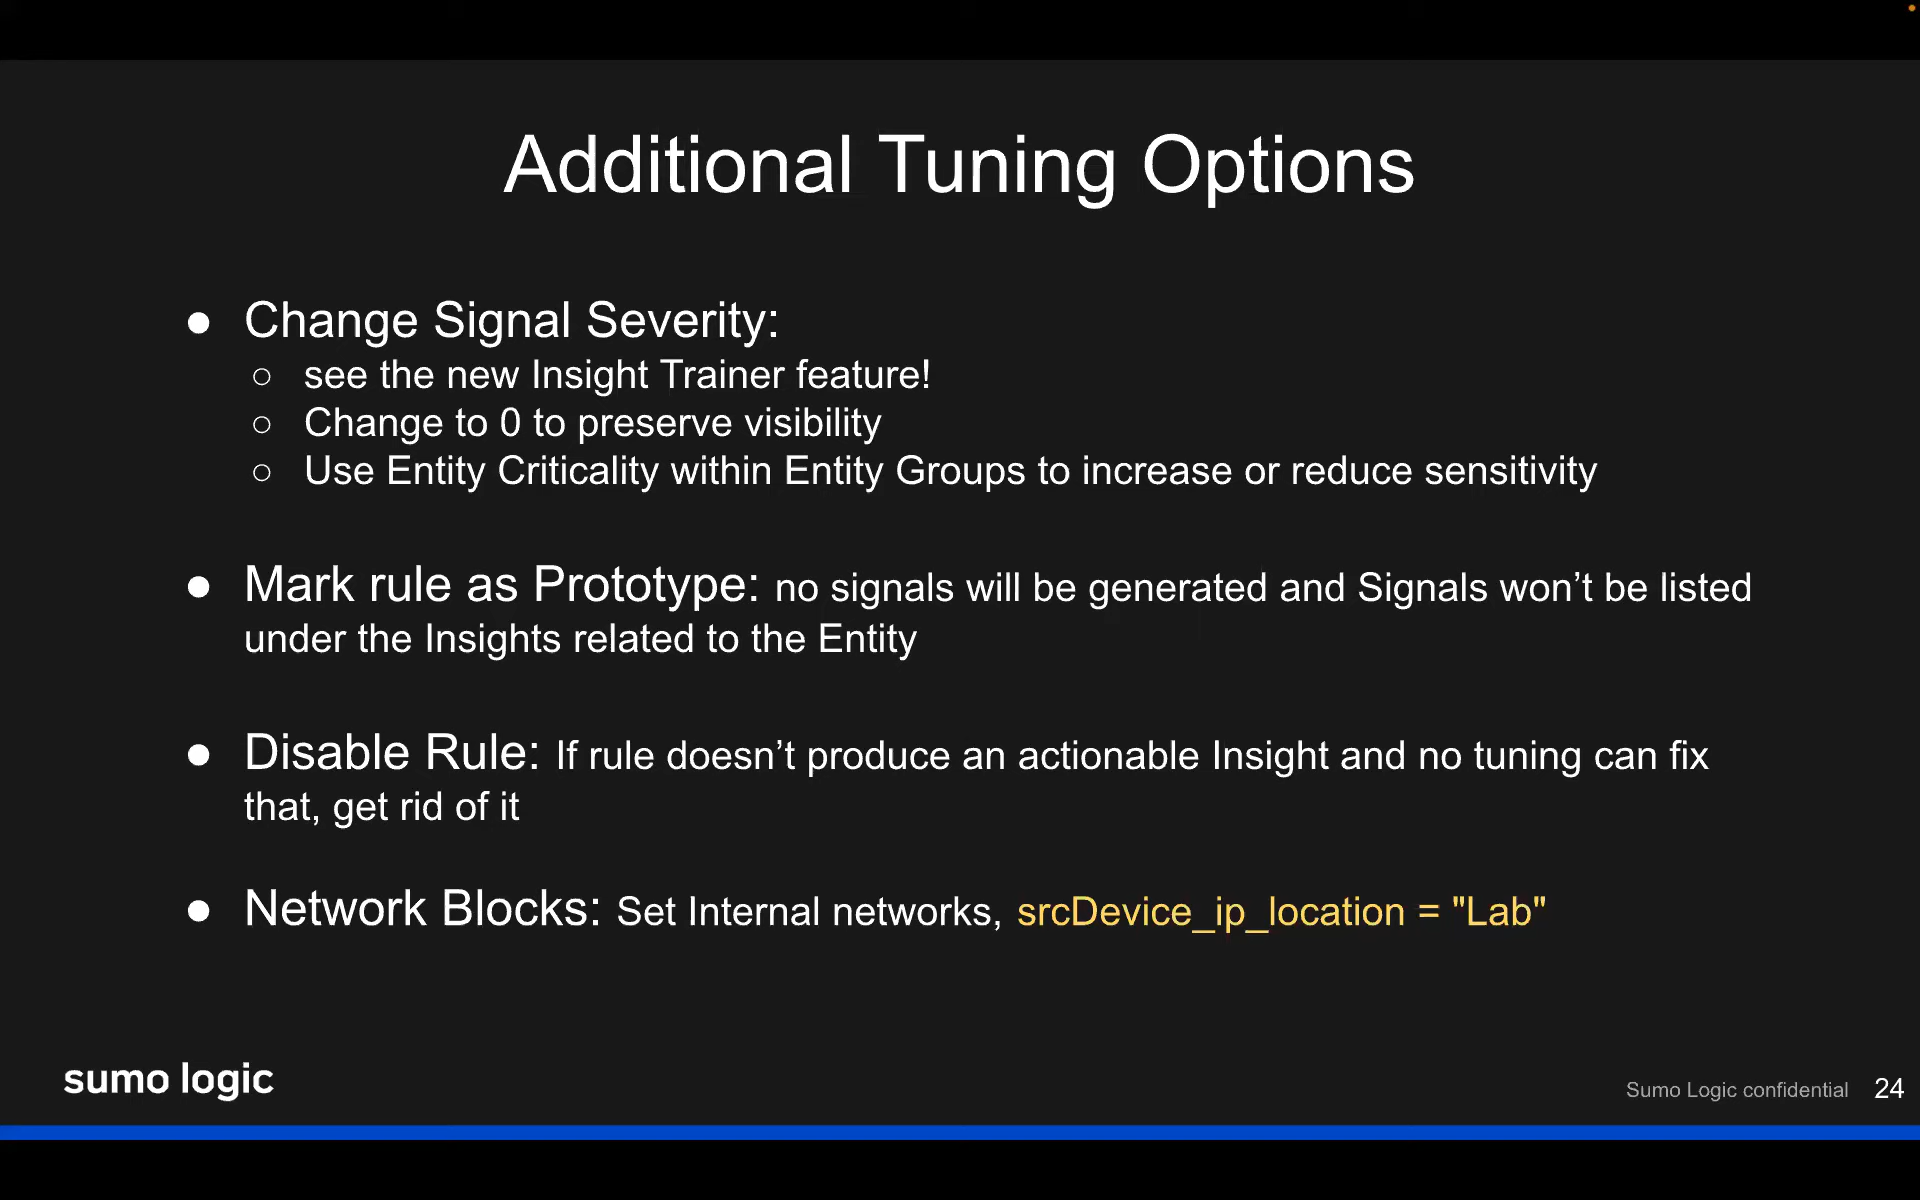 Additional Tuning Options
● Change Signal Severity:
○ see the new Insight Trainer feature!
○ Change to 0 to preserve visibility
○ Use Entity Criticality within Entity Groups to increase or reduce sensitivity
● Mark rule as Prototype: no signals will be generated and Signals won’t be listed
under the Insights related to the Entity
● Disable Rule: If rule doesn’t produce an actionable Insight and no tuning can fix
that, get rid of it
● Network Blocks: Set Internal networks, srcDevice_ip_location = "Lab"
sumo logic
Sumo Logic confidential 24